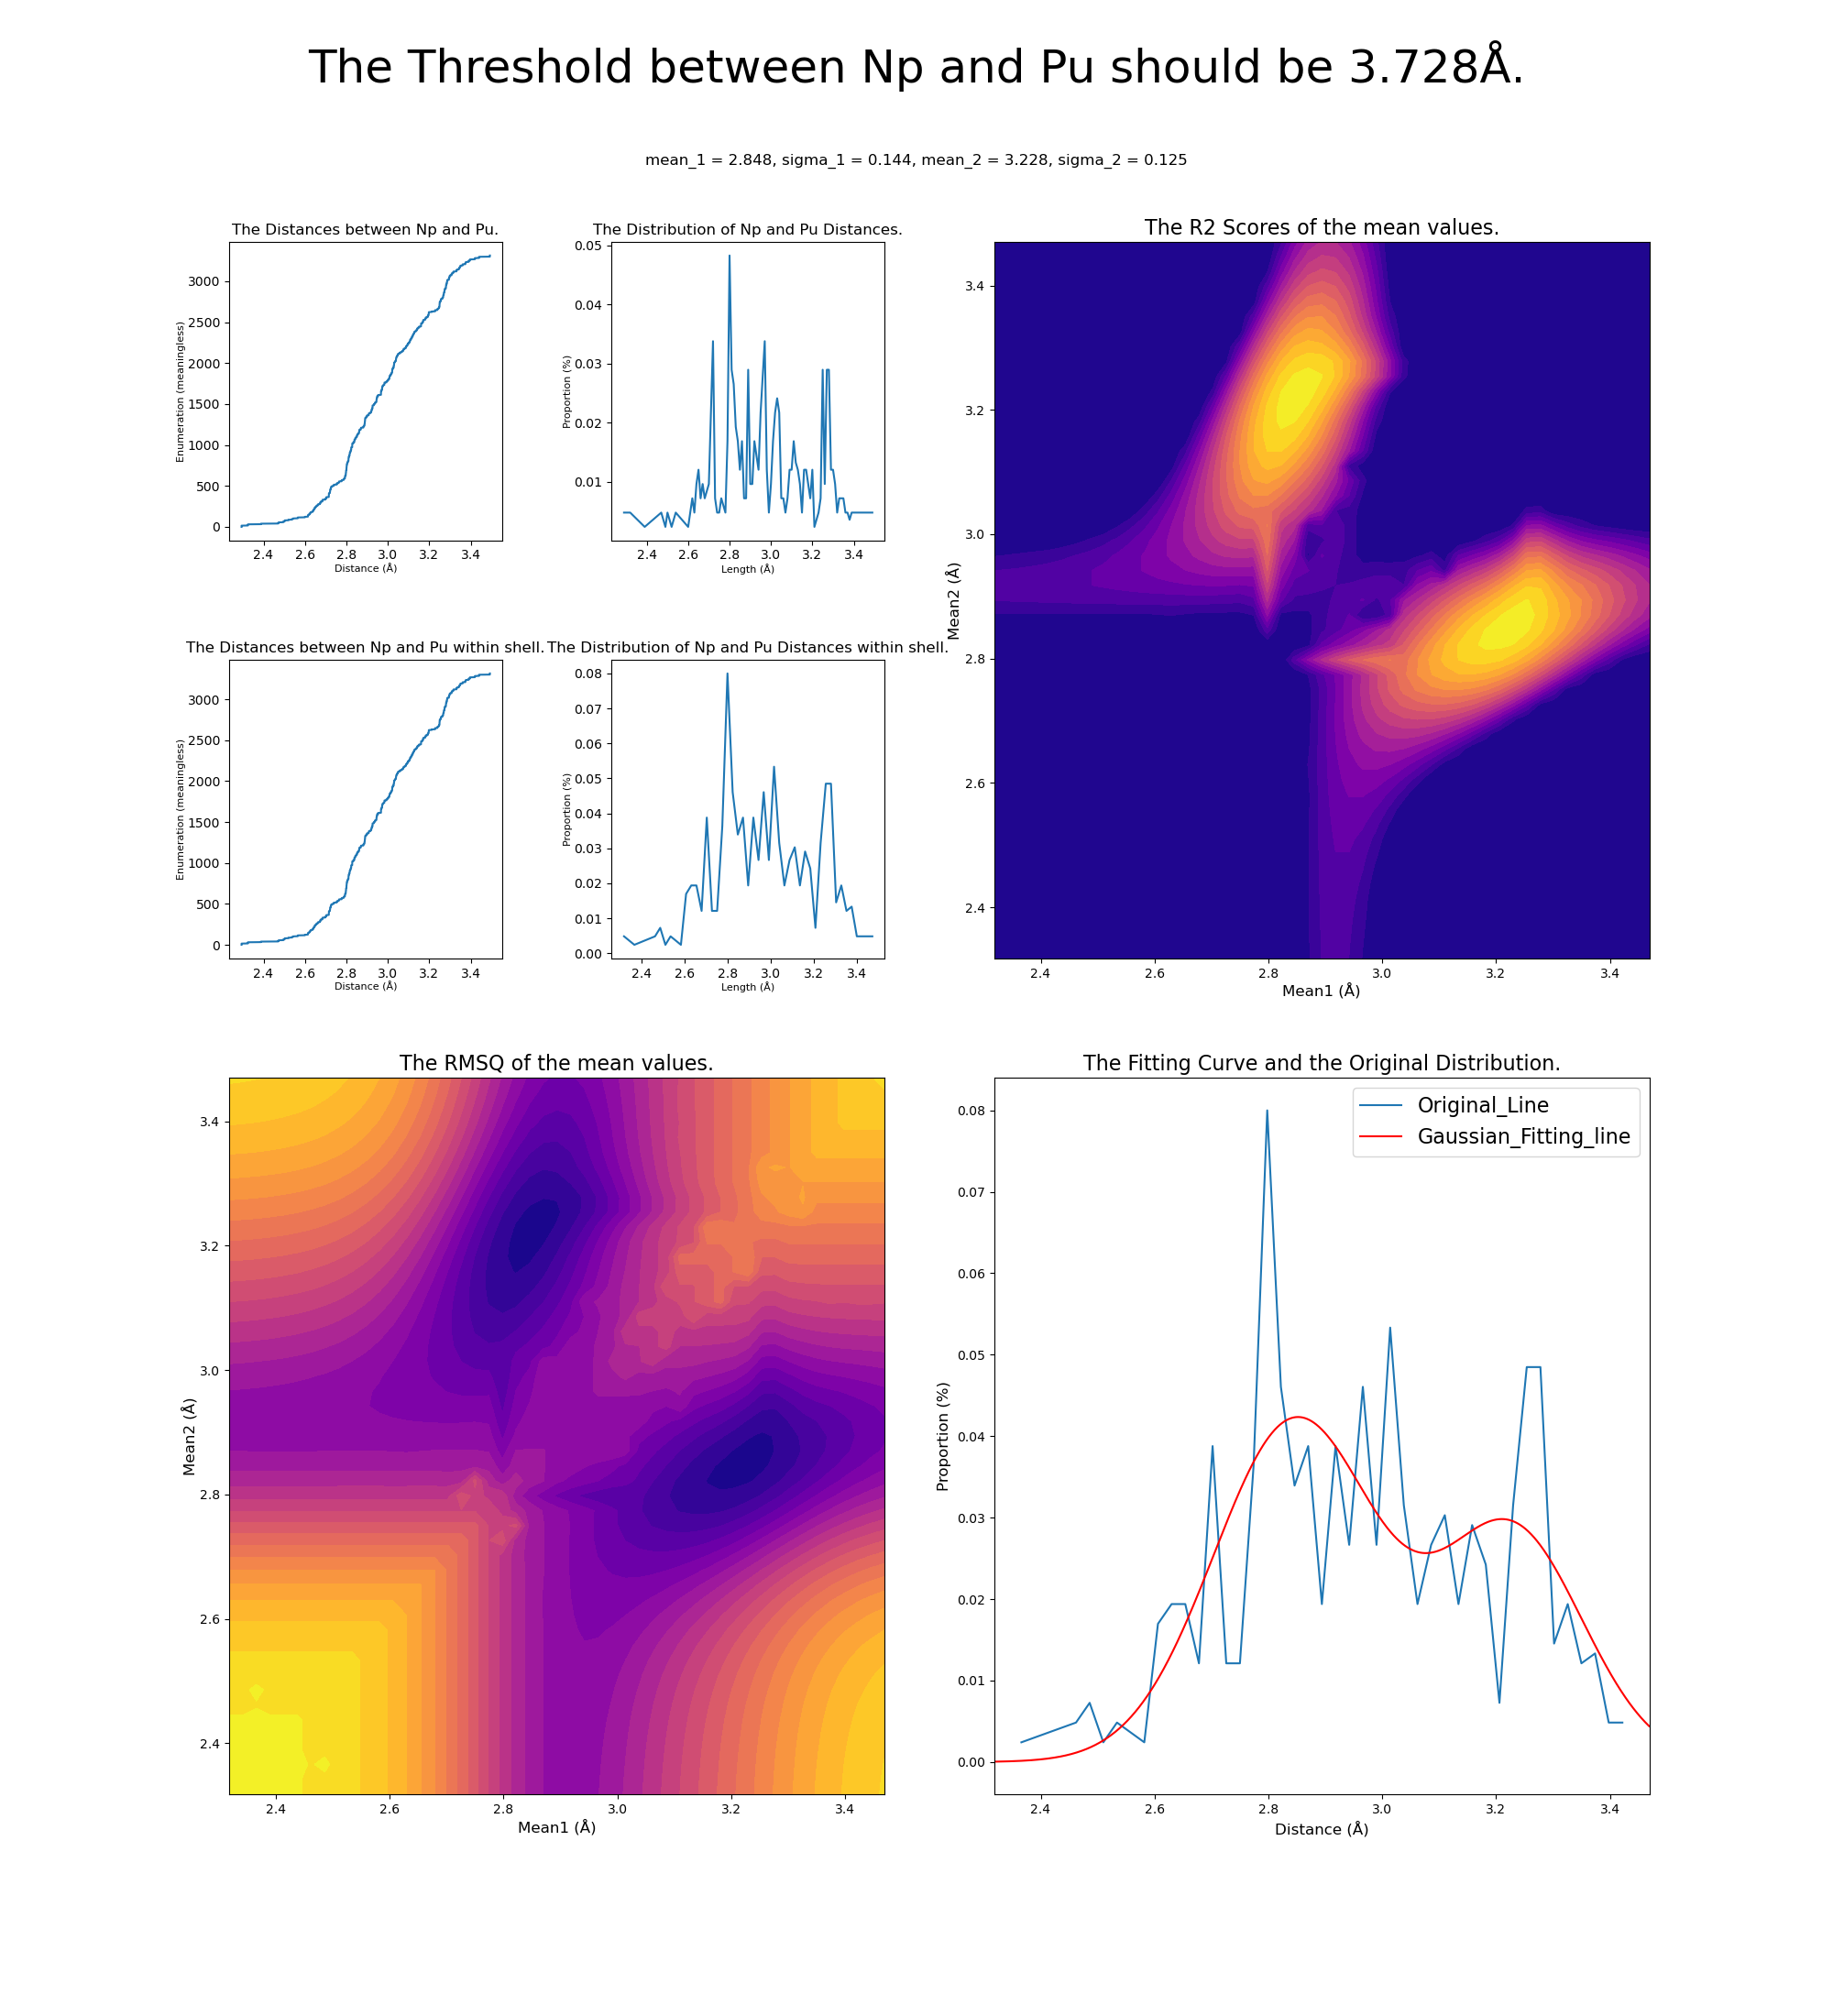 The Threshold between Np and Pu should be 3.728Å.
mean_1 = 2.848, sigma_1 = 0.144, mean_2 = 3.228, sigma_2 = 0.125
The Distances between Np and Pu.
3000
2500
2000
1500
1000
500
0
Enumeration (meaningless)
2.4 2.6 2.8 3.0 3.2 3.4
Distance (Å)
The Distribution of Np and Pu Distances.
0.05
0.04
0.03
0.02
0.01
Proportion (%)
2.4 2.6 2.8 3.0 3.2 3.4
Length (Å)
The R2 Scores of the mean values.
3.4
3.2
3.0
2.8
2.6
2.4
Mean2 (Å)
2.4 2.6 2.8 3.0 3.2 3.4
Mean1 (Å)
The Distances between Np and Pu within shell.
3000
2500
2000
1500
1000
500
0
Enumeration (meaningless)
2.4 2.6 2.8 3.0 3.2 3.4
Distance (Å)
The Distribution of Np and Pu Distances within shell.
0.08
0.07
0.06
0.05
0.04
0.03
0.02
0.01
0.00
Proportion (%)
2.4 2.6 2.8 3.0 3.2 3.4
Length (Å)
The RMSQ of the mean values.
3.4
3.2
3.0
2.8
2.6
2.4
Mean2 (Å)
2.4 2.6 2.8 3.0 3.2 3.4
Mean1 (Å)
The Fitting Curve and the Original Distribution.
Original_Line
Gaussian_Fitting_line
0.08
0.07
0.06
0.05
0.04
0.03
0.02
0.01
0.00
Proportion (%)
2.4 2.6 2.8 3.0 3.2 3.4
Distance (Å)